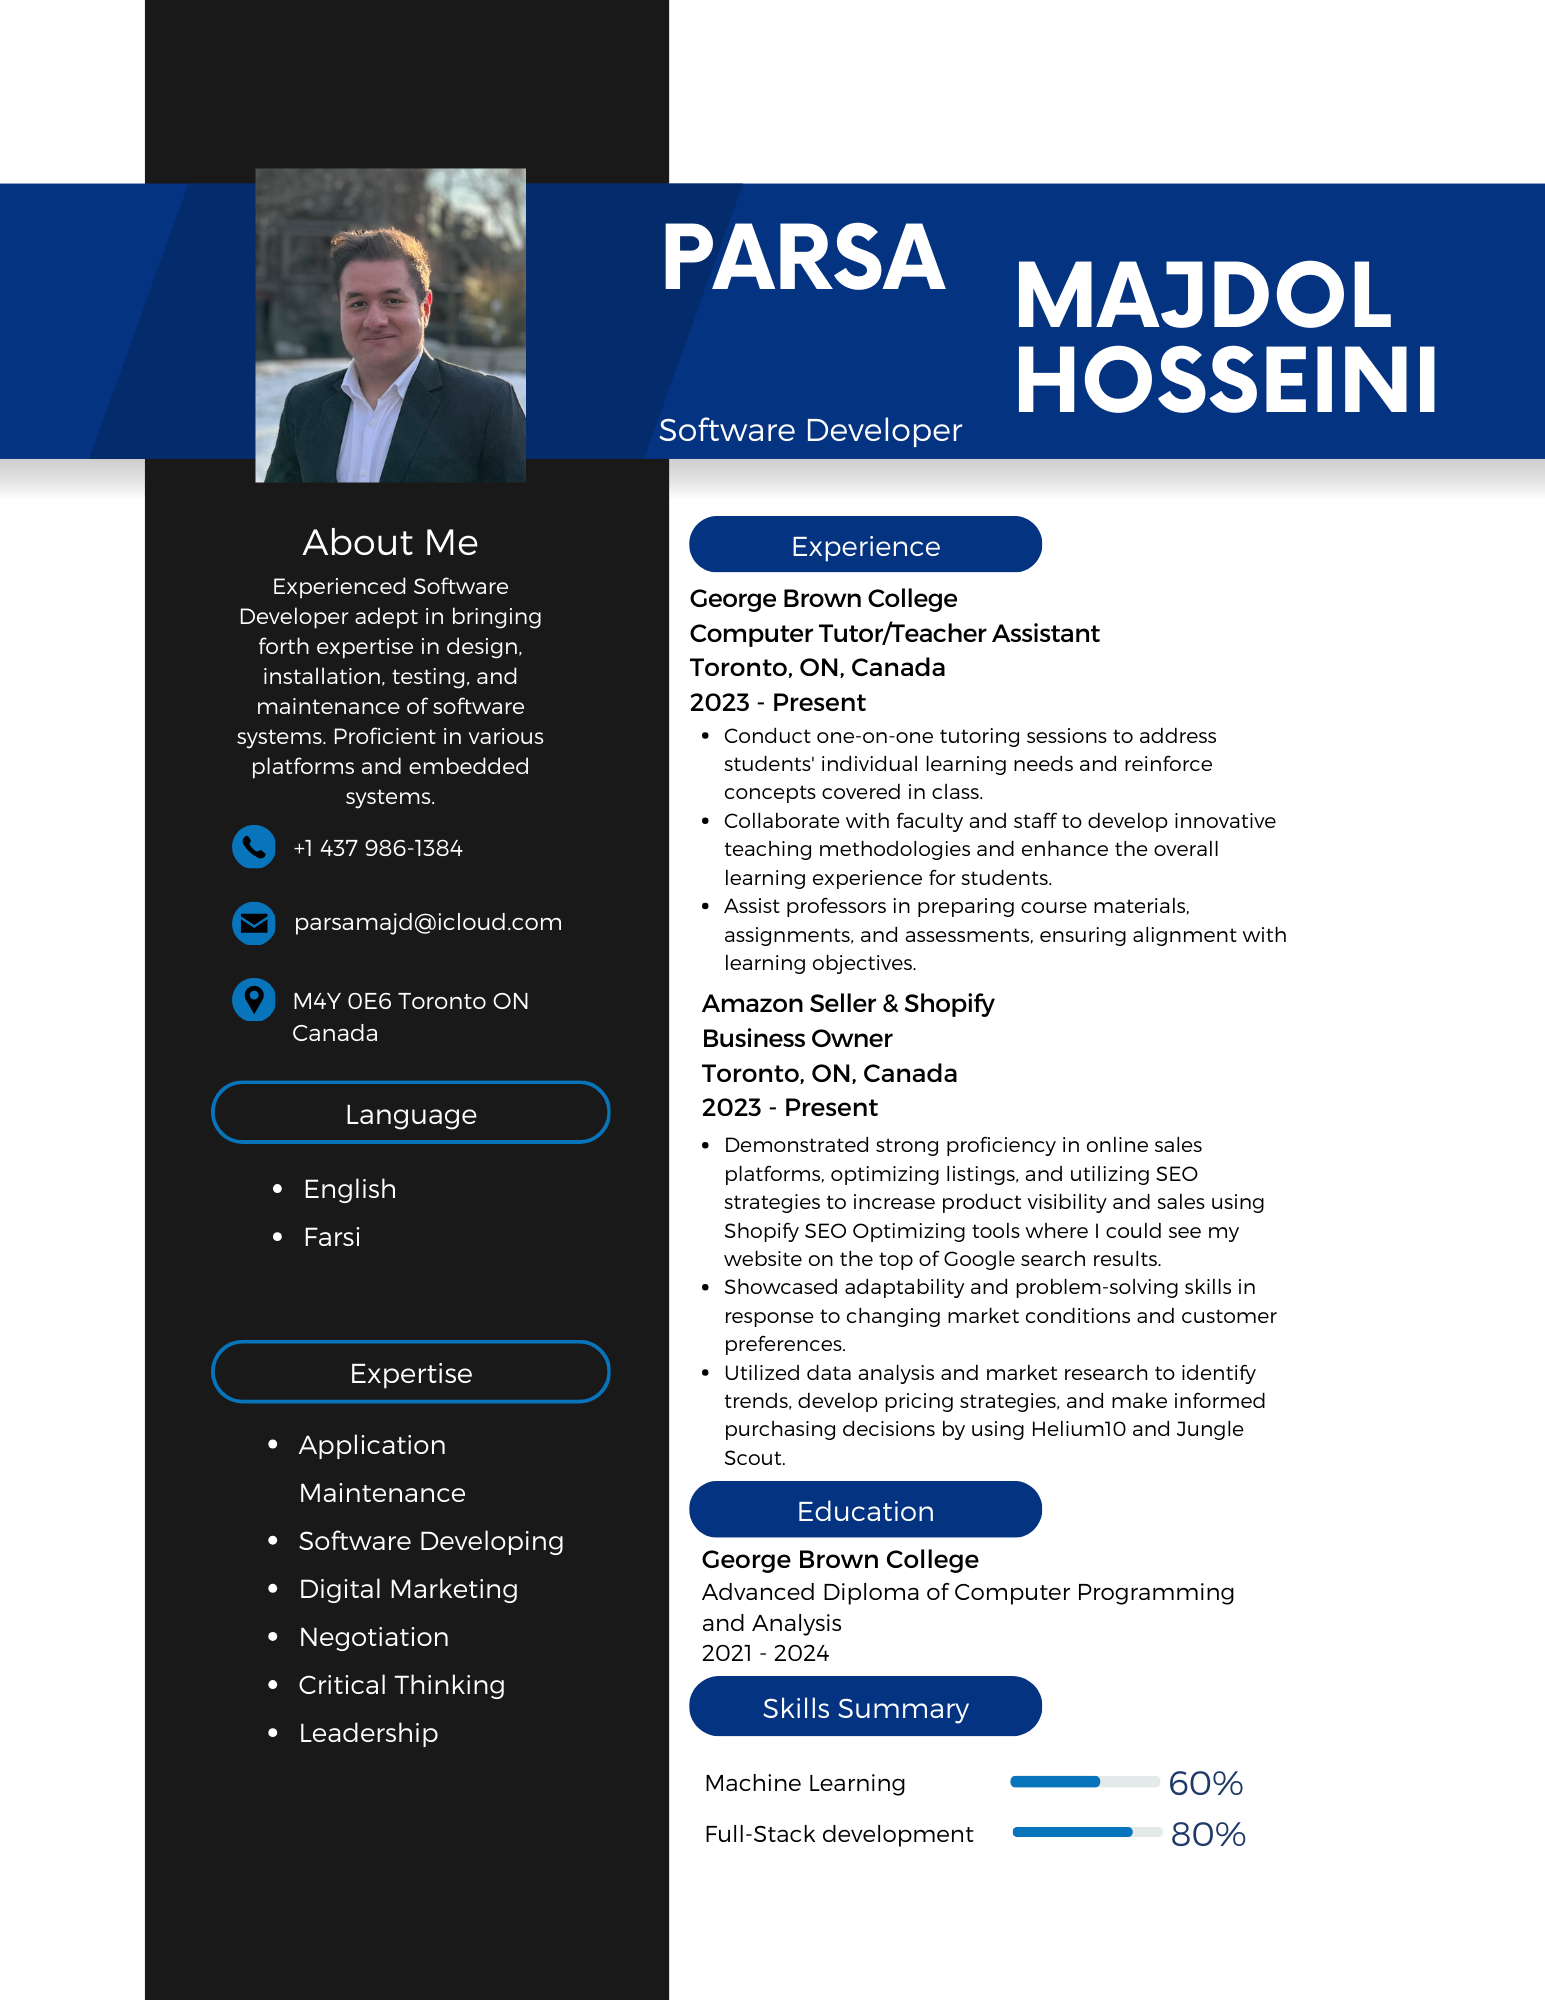 PARSA
MAJDOL
HOSSEINI
Software Developer
About Me
Experienced Software
Developer adept in bringing
forth expertise in design,
installation, testing, and
maintenance of software
systems. Proficient in various
platforms and embedded
systems.
+1 437 986-1384
parsamajd@icloud.com
M4Y 0E6 Toronto ON
Canada
Language
• English
• Farsi
Expertise
• Application
Maintenance
• Software Developing
• Digital Marketing
• Negotiation
• Critical Thinking
• Leadership
Experience
George Brown College
Computer Tutor/Teacher Assistant
Toronto, ON, Canada
2023 - Present
• Conduct one-on-one tutoring sessions to address
students' individual learning needs and reinforce
concepts covered in class.
• Collaborate with faculty and staff to develop innovative
teaching methodologies and enhance the overall
learning experience for students.
• Assist professors in preparing course materials,
assignments, and assessments, ensuring alignment with
learning objectives.
Amazon Seller & Shopify
Business Owner
Toronto, ON, Canada
2023 - Present
• Demonstrated strong proficiency in online sales
platforms, optimizing listings, and utilizing SEO
strategies to increase product visibility and sales using
Shopify SEO Optimizing tools where I could see my
website on the top of Google search results.
• Showcased adaptability and problem-solving skills in
response to changing market conditions and customer
preferences.
• Utilized data analysis and market research to identify
trends, develop pricing strategies, and make informed
purchasing decisions by using Helium10 and Jungle
Scout.
Education
George Brown College
Advanced Diploma of Computer Programming
and Analysis
2021 - 2024
Skills Summary
Machine Learning 60%
Full-Stack development 80%